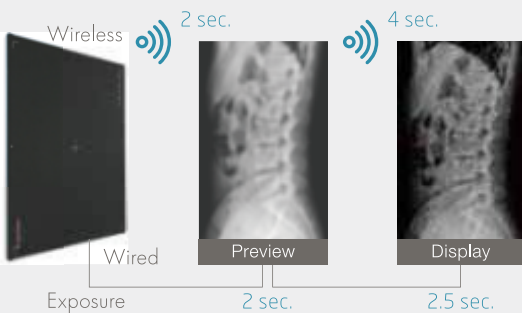 Wireless
2 sec.
4 sec.
Wired
Preview
Display
Exposure
2 sec.
2.5 sec.